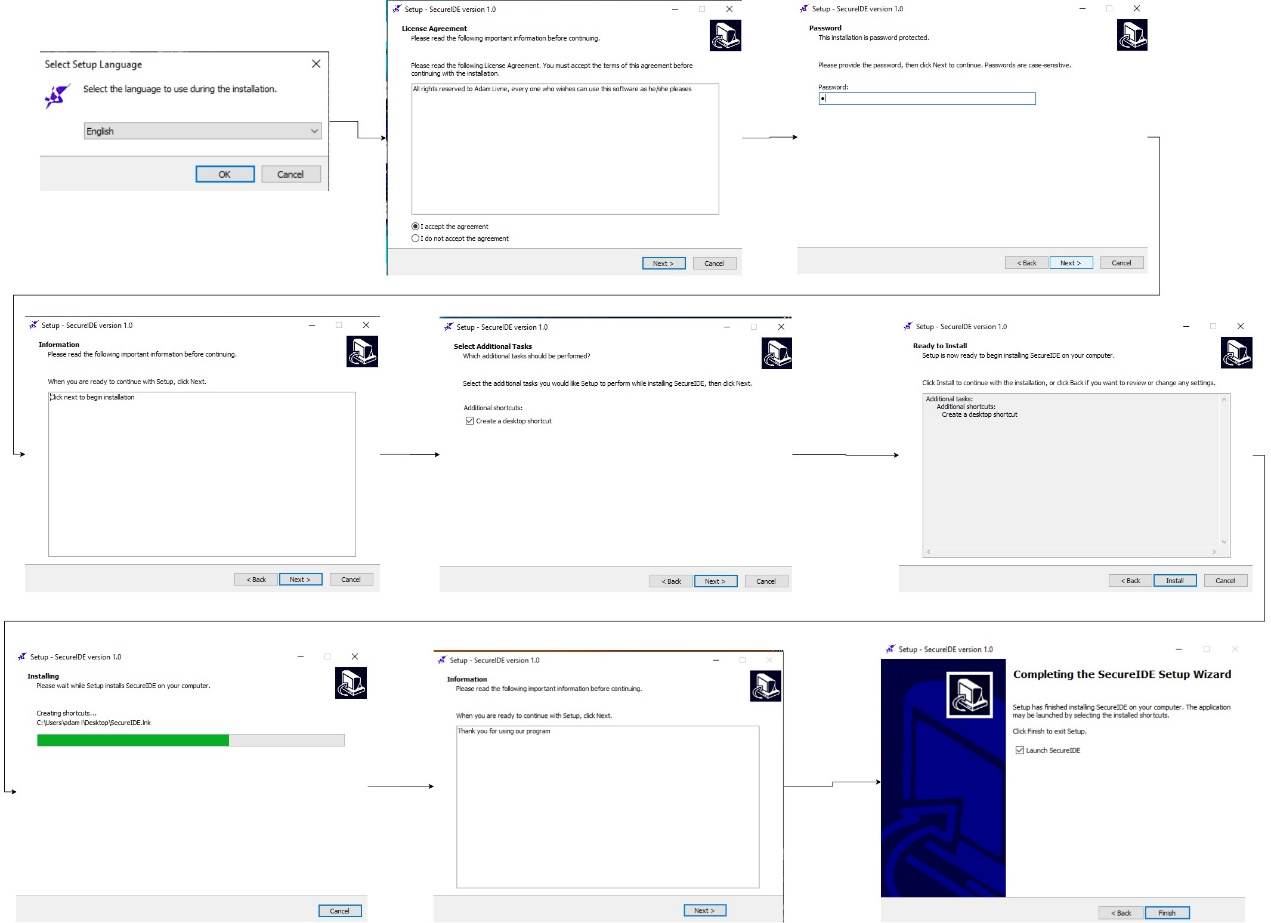 Select Setup Language
Select the language to use during the installation.
English
OK
Cancel
Setup - SecureIDE version 1.0
License Agreement
Please read the following important information before continuing.
Please read the following License Agreement. You must accept the terms of this agreement before
continuing with the installation.
All rights reserved to Adam Livne, every one who wishes can use this software as he/she pleases
I accept the agreement
I do not accept the agreement
Next >
Cancel
Setup - SecureIDE version 1.0
Password
This installation is password protected.
Please provide the password, then click Next to continue. Passwords are case-sensitive.
Password:
< Back
Next >
Cancel
Setup - SecureIDE version 1.0
Information
Please read the following important information before continuing.
When you are ready to continue with Setup, click Next.
Click next to begin installation
< Back
Next >
Cancel
Setup - SecureIDE version 1.0
Select Additional Tasks
Which additional tasks should be performed?
Select the additional tasks you would like Setup to perform while installing SecureIDE, then click Next.
Additional shortcuts:
Create a desktop shortcut
< Back
Next >
Cancel
Setup - SecureIDE version 1.0
Ready to Install
Setup is now ready to begin installing SecureIDE on your computer.
Click Install to continue with the installation, or click Back if you want to review or change any settings.
Additional tasks:
Additional shortcuts:
Create a desktop shortcut
< Back
Install
Cancel
Setup - SecureIDE version 1.0
Installing
Please wait while Setup installs SecureIDE on your computer.
Creating shortcuts...
C:\Users\adam l\Desktop\SecureIDE.lnk
Cancel
Setup - SecureIDE version 1.0
Information
Please read the following important information before continuing.
When you are ready to continue with Setup, click Next.
Thank you for using our program
Next >
Setup - SecureIDE version 1.0
Completing the SecureIDE Setup Wizard
Setup has finished installing SecureIDE on your computer. The application
may be launched by selecting the installed shortcuts.
Click Finish to exit Setup.
Launch SecureIDE
< Back
Finish